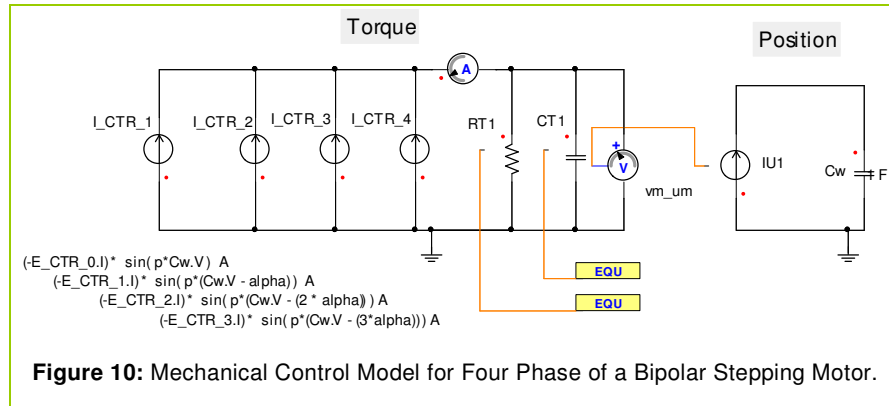 Torque
Position
A
I_CTR_1
I_CTR_2
I_CTR_3
I_CTR_4
RT1
CT1
+
V
vm_um
IU1
Cw
+ F
(-E_CTR_0.I)* sin( p*Cw.V) A
(-E_CTR_1.I)* sin( p*(Cw.V - alpha)) A
(-E_CTR_2.I)* sin( p*(Cw.V - (2 * alpha)) ) A
(-E_CTR_3.I)* sin( p*(Cw.V - (3*alpha))) A
EQU
EQU
Figure 10: Mechanical Control Model for Four Phase of a Bipolar Stepping Motor.